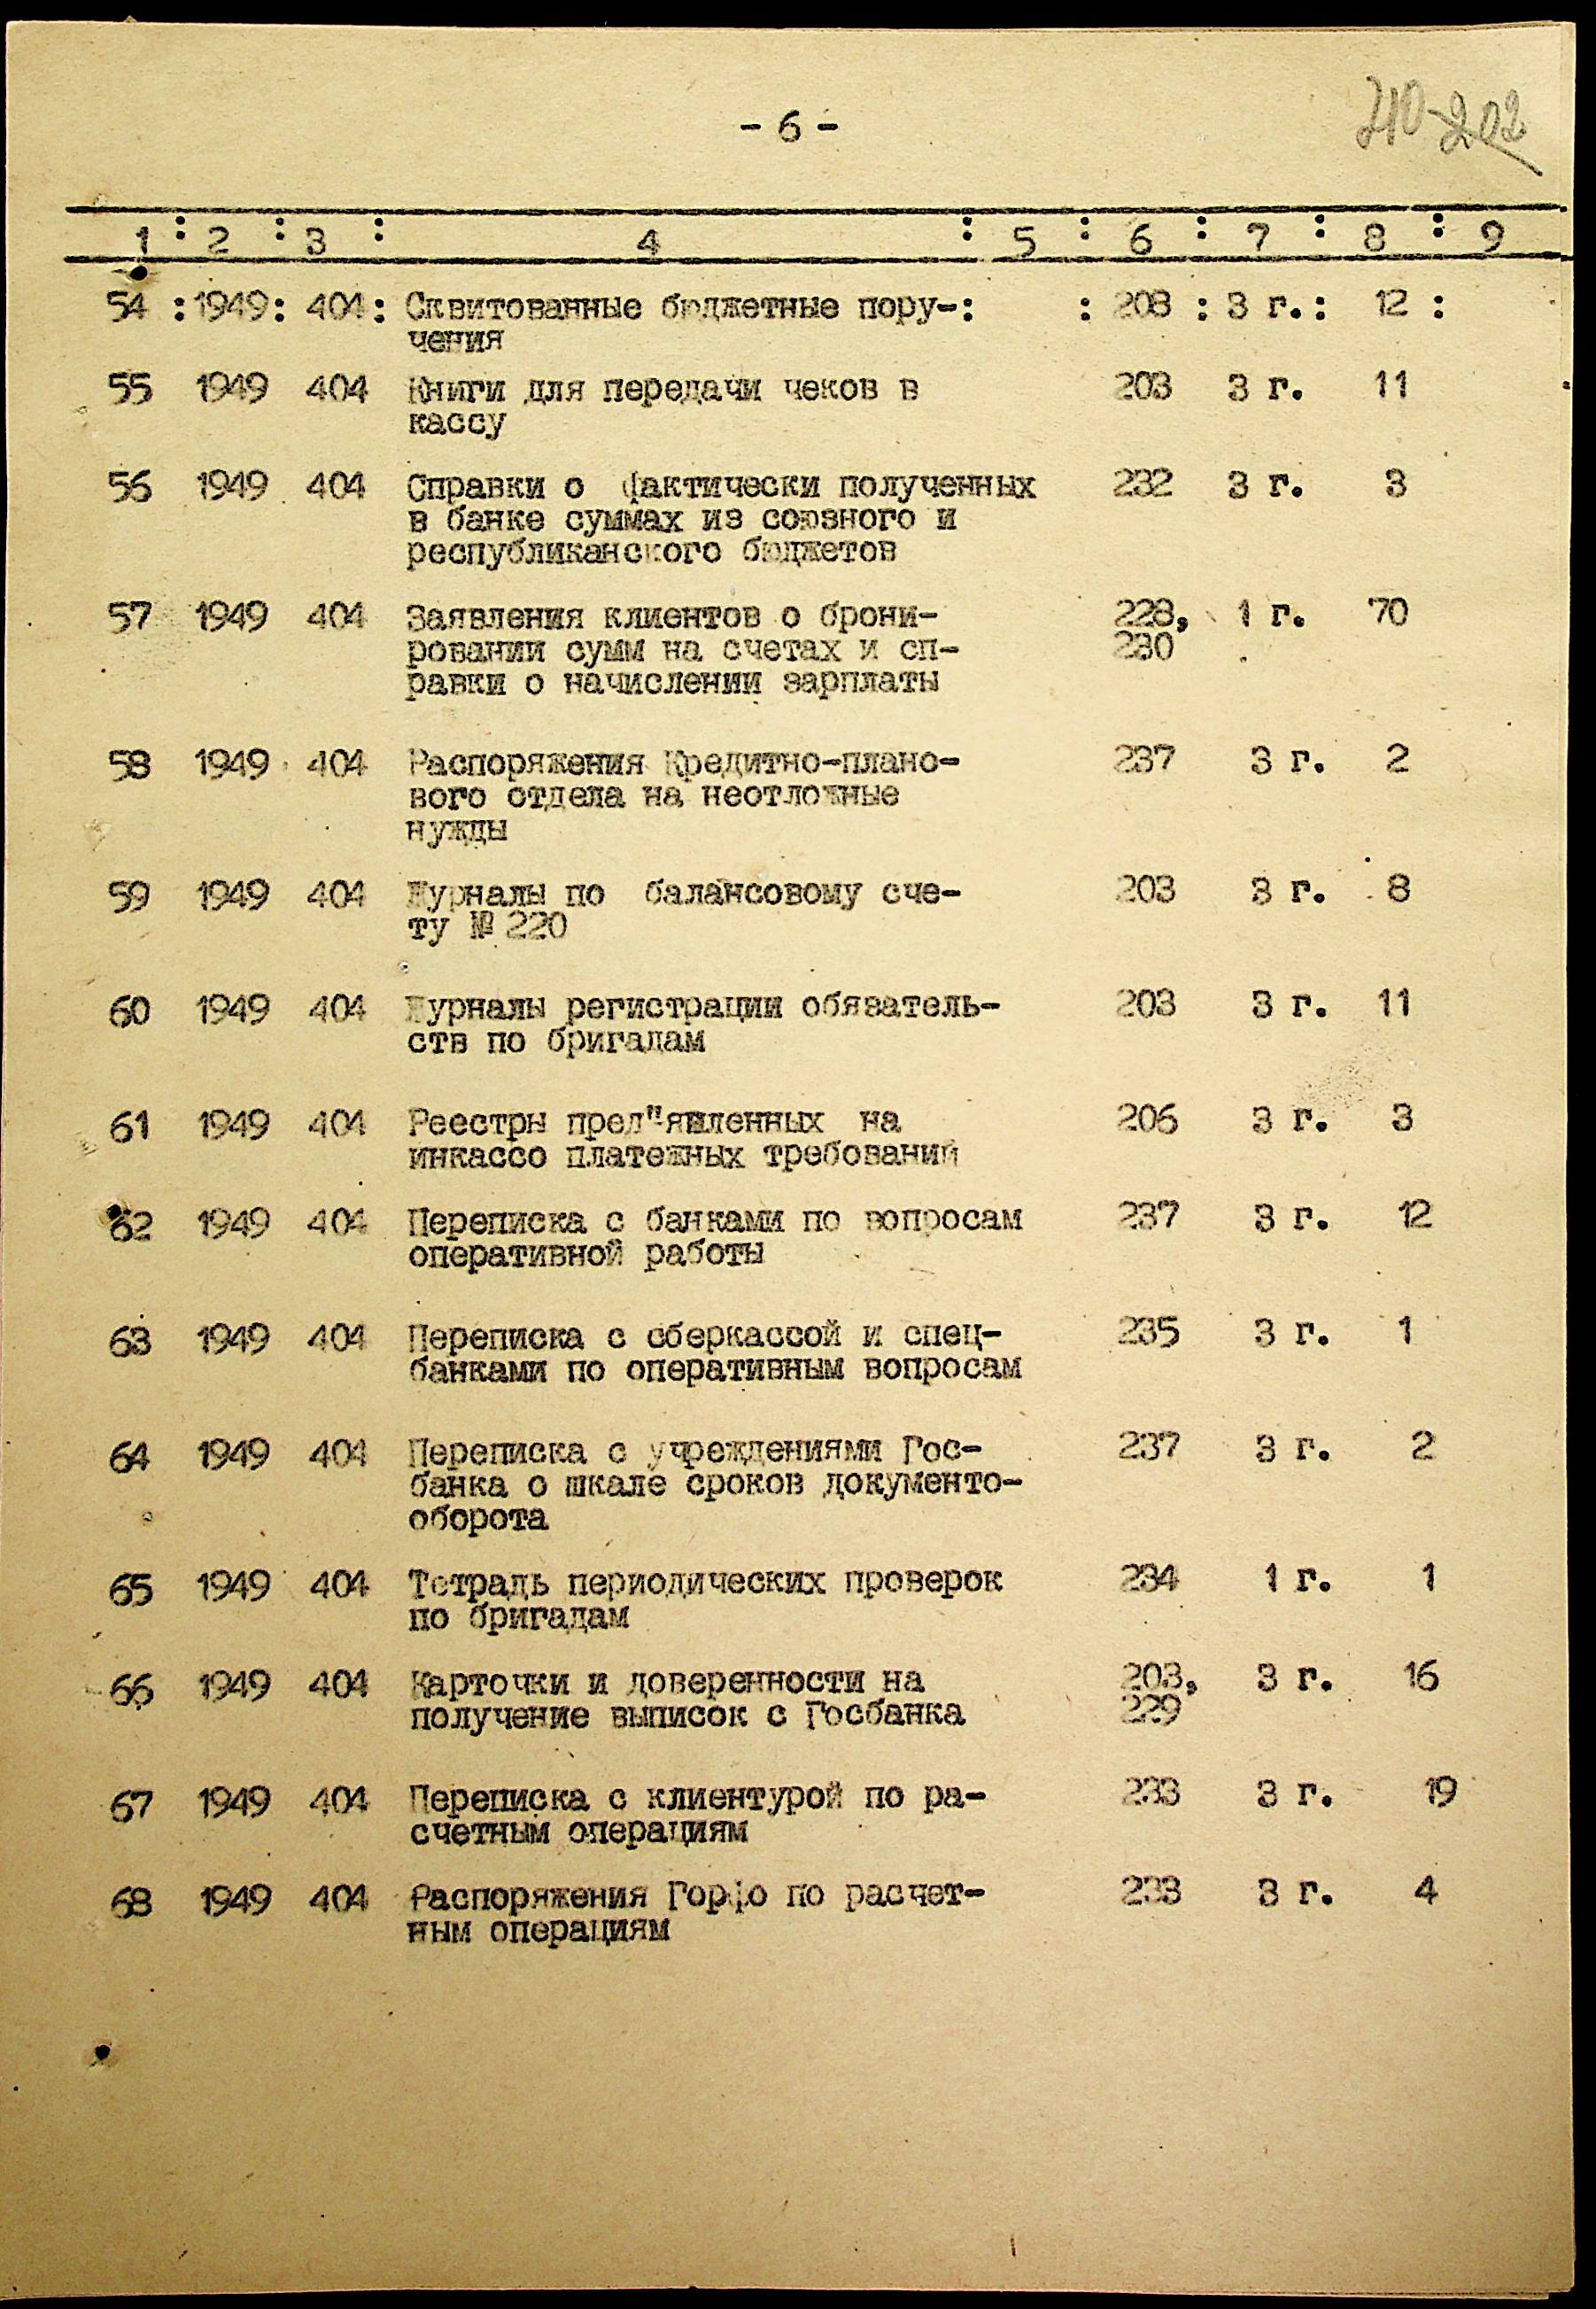 - 6 -
210-202
1 : 2 : 3 : 4 : 5 : 6 : 7 : 8 : 9
54 : 1949 : 404 : Сквитованные бюджетные пору- : : 203 : 3 г. : 12 :
чения
55 1949 404 Книги для передачи чеков в 203 3 г. 11
кассу
56 1949 404 Справки о фактически полученных 232 3 г. 3
в банке суммах из союзного и
республиканского бюджетов
57 1949 404 Заявления клиентов о брони- 228, 1 г. 70
ровании сумм на счетах и сп- 230
равки о начислении зарплаты
58 1949 404 Распоряжения Кредитно-плано- 237 3 г. 2
вого отдела на неотложные
нужды
59 1949 404 Журналы по балансовому сче- 203 3 г. 8
ту № 220
60 1949 404 Журналы регистрации обязатель- 203 3 г. 11
ств по бригадам
61 1949 404 Реестры пред"явленных на 206 3 г. 3
инкассо платежных требований
62 1949 404 Переписка с банками по вопросам 237 3 г. 12
оперативной работы
63 1949 404 Переписка с сберкассой и спец- 235 3 г. 1
банками по оперативным вопросам
64 1949 404 Переписка с учреждениями Гос- 237 3 г. 2
банка о шкале сроков документо-
оборота
65 1949 404 Тетрадь периодических проверок 234 1 г. 1
по бригадам
66 1949 404 Карточки и доверенности на 203, 3 г. 16
получение выписок с Госбанка 229
67 1949 404 Переписка с клиентурой по ра- 233 3 г. 19
счетным операциям
68 1949 404 Распоряжения Горфо по расчет- 233 3 г. 4
ным операциям